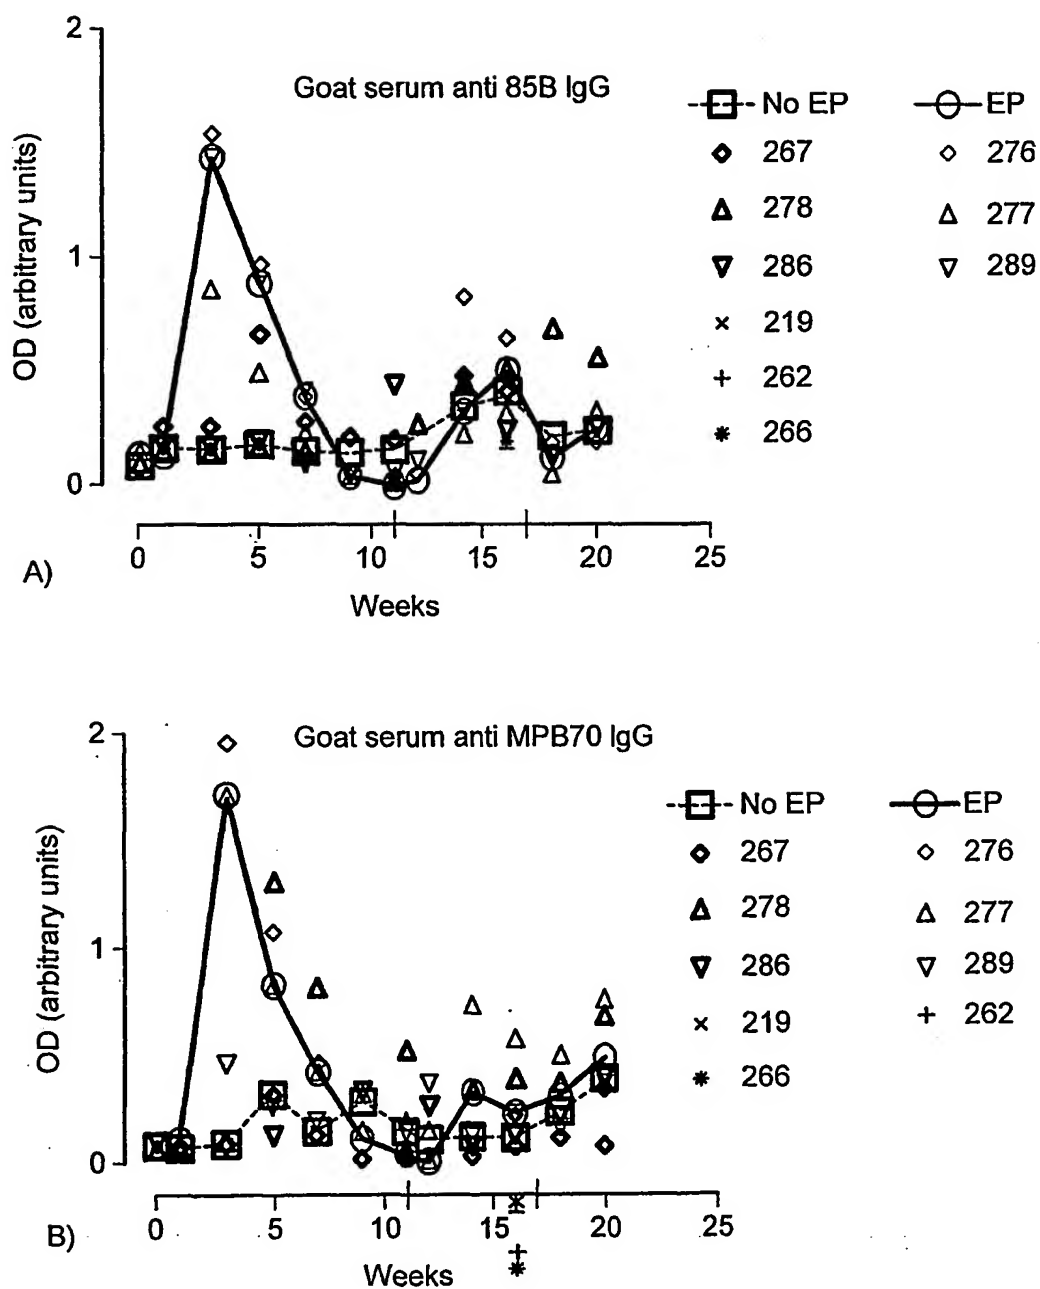 2
Goat serum anti 85B IgG
No EP EP
267 276
278 277
286 289
219
262
266
1
0
OD (arbitrary units)
0 5 10 15 20 25
A)
Weeks
2
Goat serum anti MPB70 IgG
No EP EP
267 276
278 277
286 289
219 262
266
1
0
OD (arbitrary units)
0 5 10 15 20 25
B)
Weeks